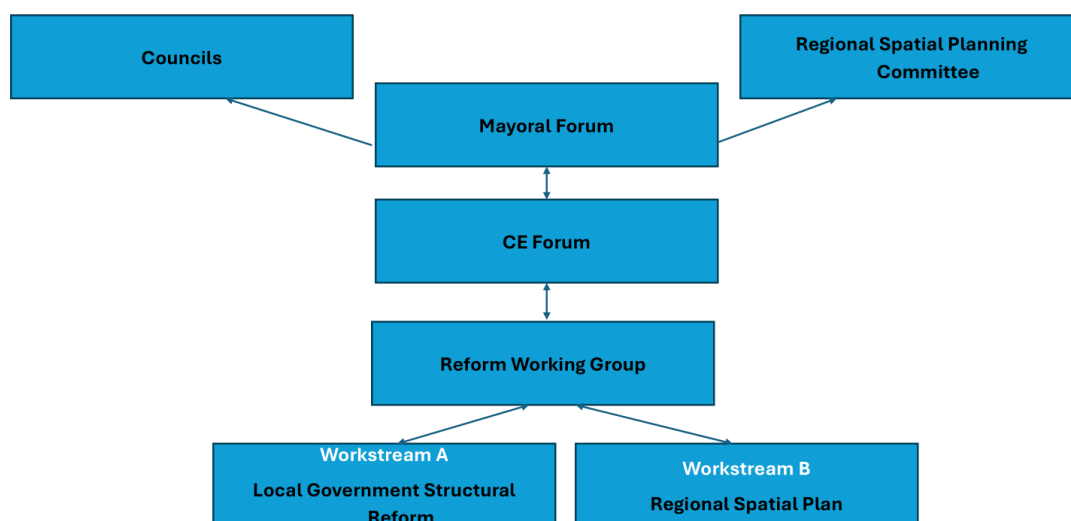 Councils
Regional Spatial Planning
Committee
Mayoral Forum
CE Forum
Reform Working Group
Workstream A
Local Government Structural
Reform
Workstream B
Regional Spatial Plan